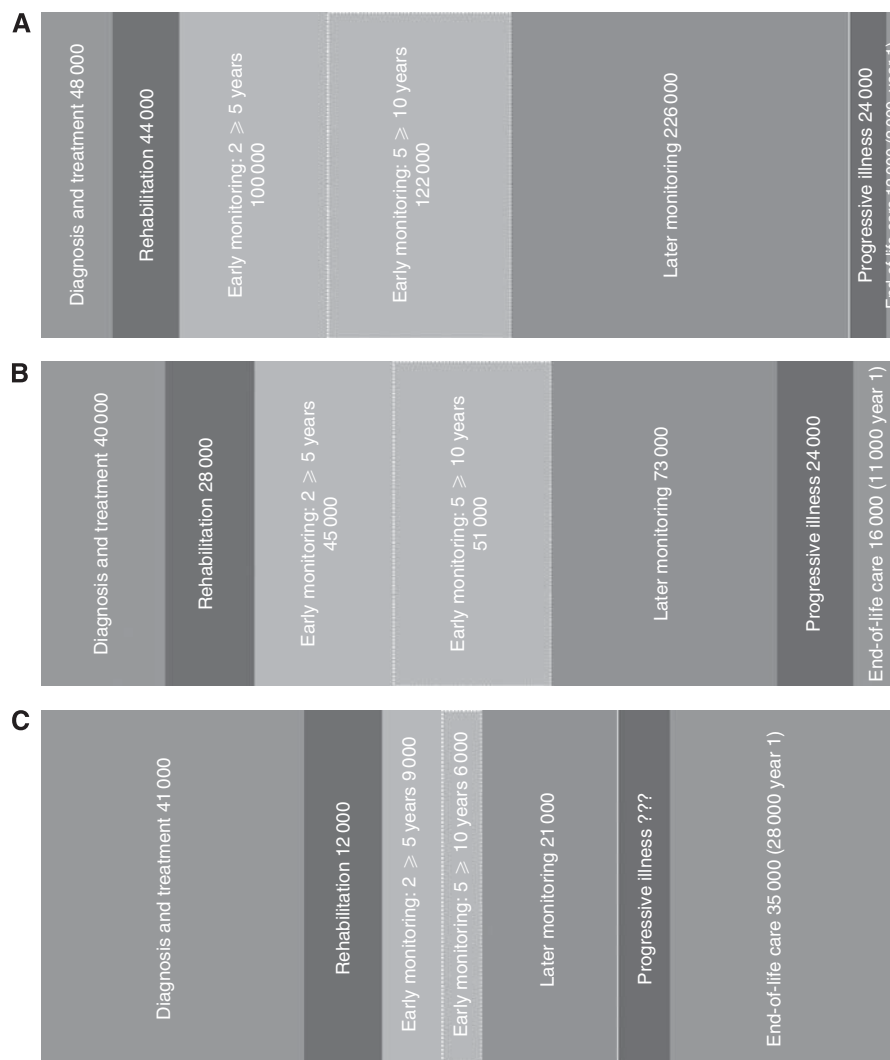 A
Diagnosis and treatment 48 000
Rehabilitation 44 000
Early monitoring: 2 ⩾ 5 years
100 000
Early monitoring: 5 ⩾ 10 years
122 000
Later monitoring 226 000
Progressive illness 24 000
B
Diagnosis and treatment 40 000
Rehabilitation 28 000
Early monitoring: 2 ⩾ 5 years
45 000
Early monitoring: 5 ⩾ 10 years
51 000
Later monitoring 73 000
Progressive illness 24 000
End-of-life care 16 000 (11 000 year 1)
C
Diagnosis and treatment 41 000
Rehabilitation 12 000
Early monitoring: 2 ⩾ 5 years 9 000
Early monitoring: 5 ⩾ 10 years 6 000
Later monitoring 21 000
Progressive illness ???
End-of-life care 35 000 (28 000 year 1)